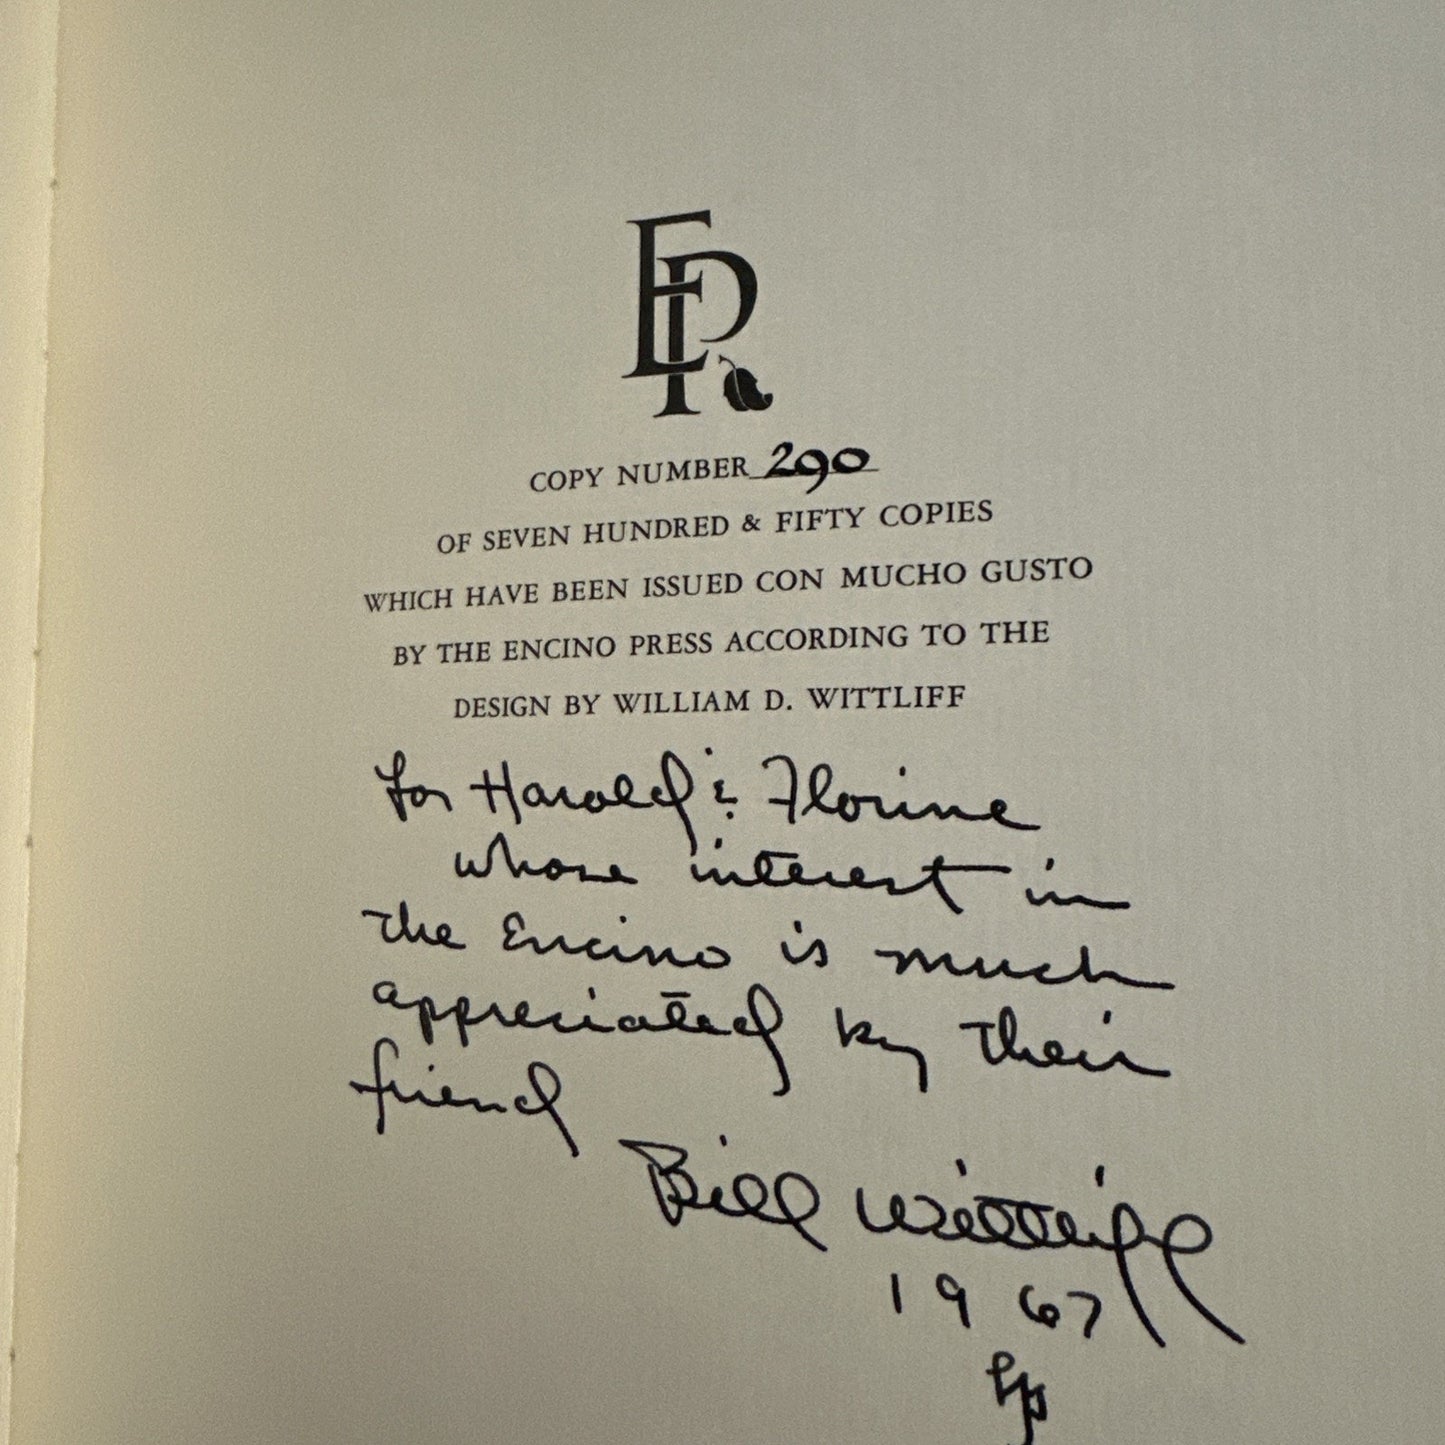 EP
COPY NUMBER 290
OF SEVEN HUNDRED & FIFTY COPIES
WHICH HAVE BEEN ISSUED CON MUCHO GUSTO
BY THE ENCINO PRESS ACCORDING TO THE
DESIGN BY WILLIAM D. WITTLIFF
for Harold & Florine
whose interest in
the Encino is much
appreciated by their
friend
Bill Wittliff
1967
EP